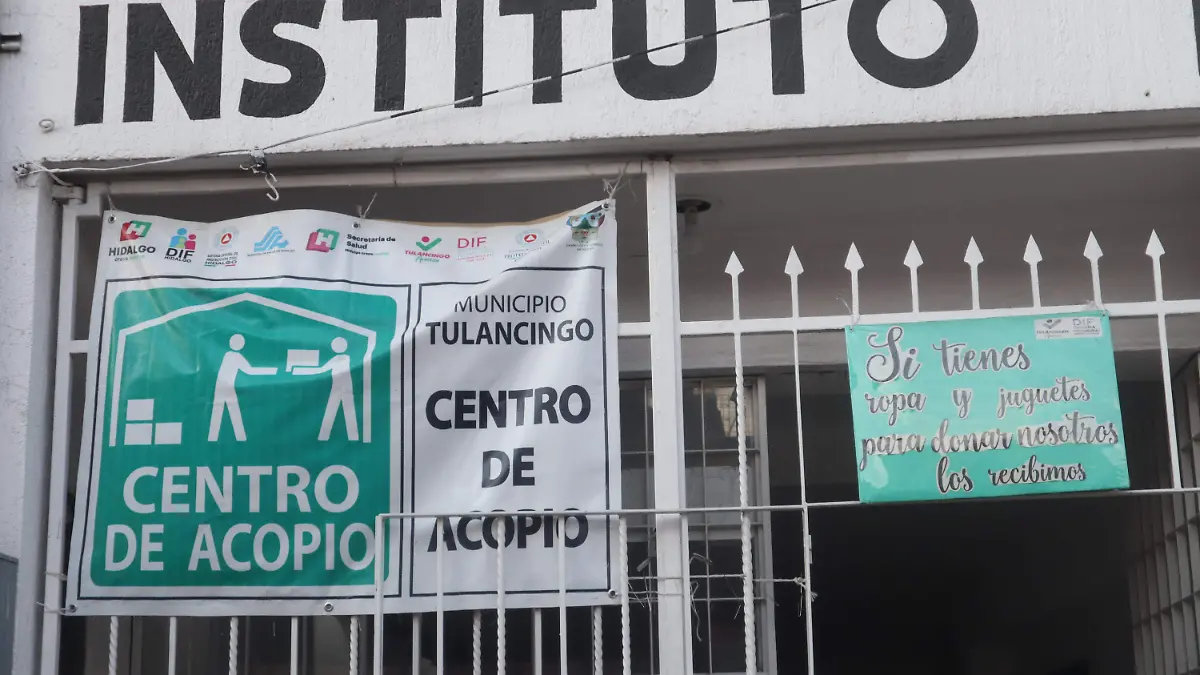 INSTITUTO
HIDALGO
DIF
HIDALGO
Secretaría de
Salud
TULANCINGO
DIF
CENTRO
DE ACOPIO
MUNICIPIO
TULANCINGO
CENTRO
DE
ACOPIO
DIF
Si tienes
ropa y juguetes
para donar nosotros
los recibimos